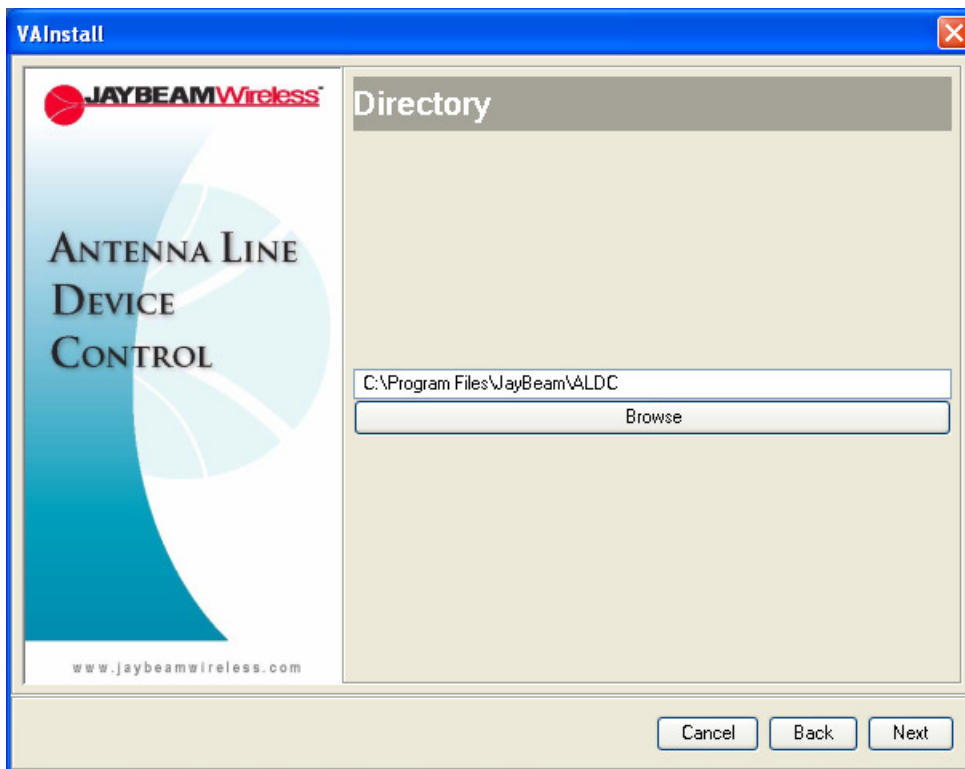 VAInstall
JAYBEAMWireless
Directory
ANTENNA LINE
DEVICE
CONTROL
C:\Program Files\JayBeam\ALDC
Browse
www.jaybeamwireless.com
Cancel
Back
Next